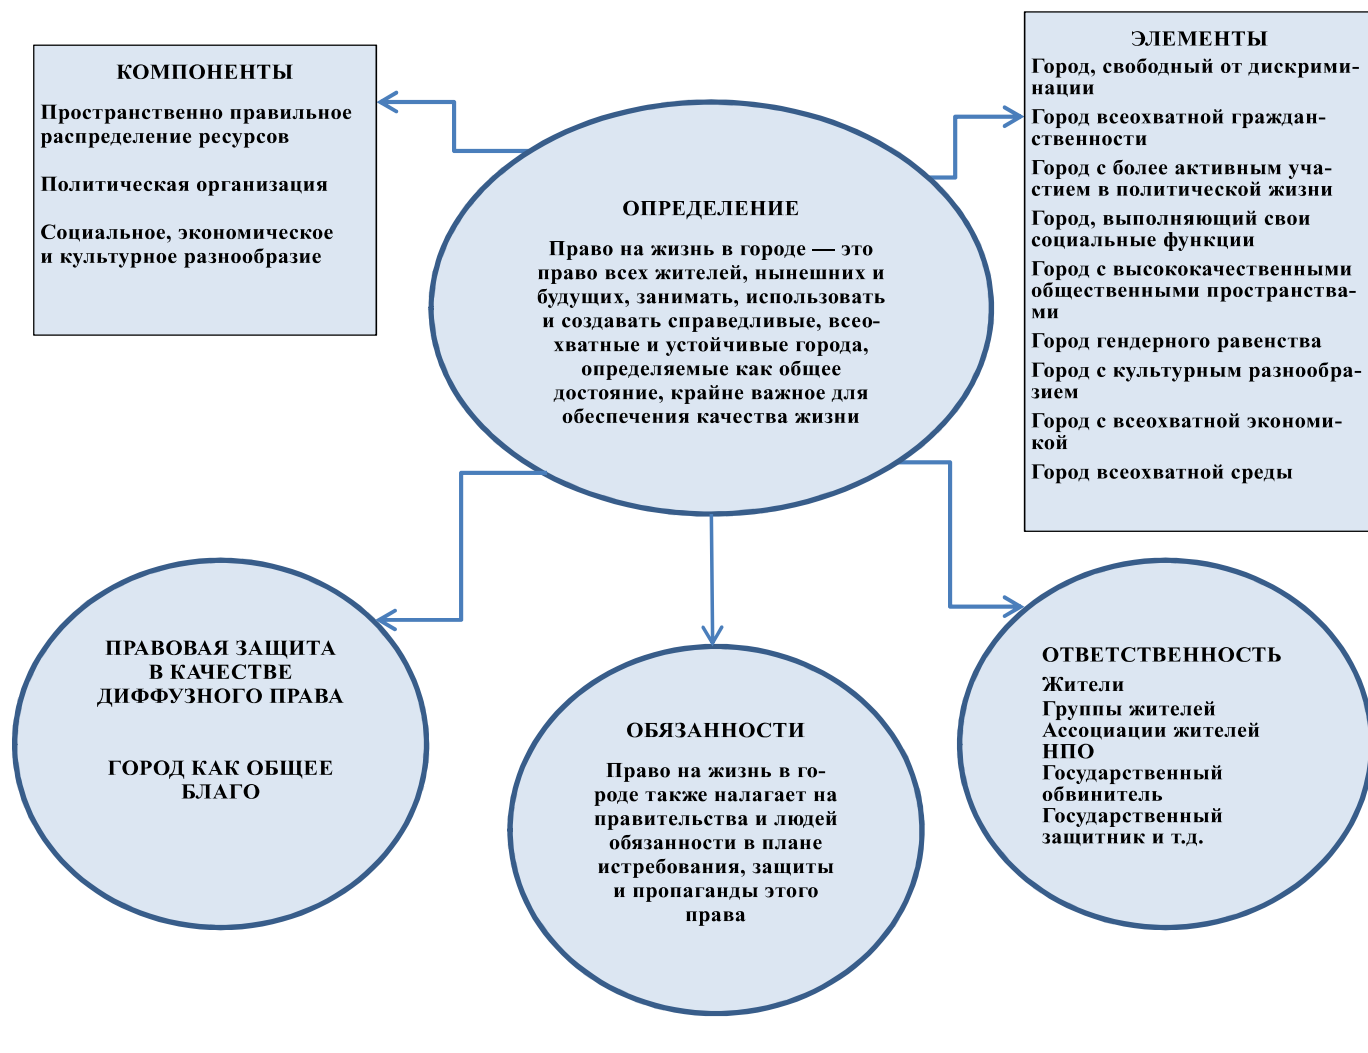 КОМПОНЕНТЫ
Пространственно правильное
распределение ресурсов
Политическая организация
Социальное, экономическое
и культурное разнообразие
ОПРЕДЕЛЕНИЕ
Право на жизнь в городе — это
право всех жителей, нынешних и
будущих, занимать, использовать
и создавать справедливые, всео-
хватные и устойчивые города,
определяемые как общее
достояние, крайне важное для
обеспечения качества жизни
ЭЛЕМЕНТЫ
Город, свободный от дискрими-
нации
Город всеохватной граждан-
ственности
Город с более активным уча-
стием в политической жизни
Город, выполняющий свои
социальные функции
Город с высококачественными
общественными пространства-
ми
Город гендерного равенства
Город с культурным разнообра-
зием
Город с всеохватной экономи-
кой
Город всеохватной среды
ПРАВОВАЯ ЗАЩИТА
В КАЧЕСТВЕ
ДИФФУЗНОГО ПРАВА
ГОРОД КАК ОБЩЕЕ
БЛАГО
ОБЯЗАННОСТИ
Право на жизнь в го-
роде также налагает на
правительства и людей
обязанности в плане
истребования, защиты
и пропаганды этого
права
ОТВЕТСТВЕННОСТЬ
Жители
Группы жителей
Ассоциации жителей
НПО
Государственный
обвинитель
Государственный
защитник и т.д.